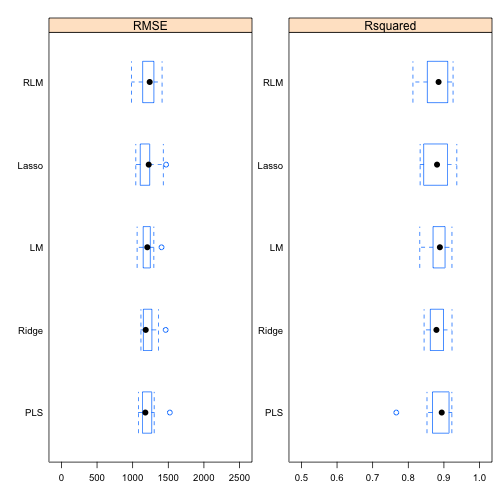 RMSE
Rsquared
RLM
RLM
Lasso
Lasso
LM
LM
Ridge
Ridge
PLS
PLS
0 500 1000 1500 2000 2500
0.5 0.6 0.7 0.8 0.9 1.0